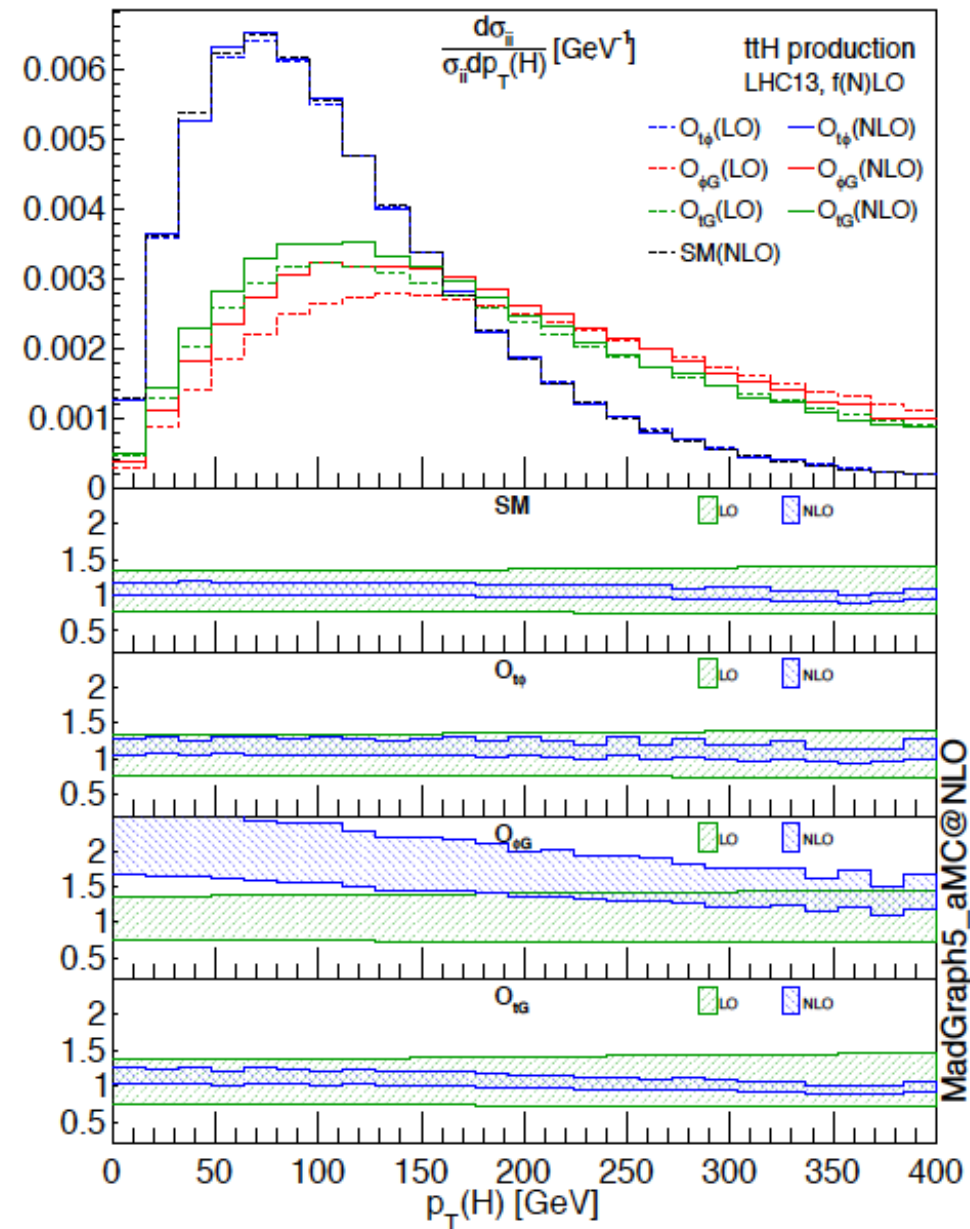 dσ_ii / σ_ii dp_T(H) [GeV⁻¹]
ttH production
LHC13, f(N)LO
O_tϕ(LO) O_tϕ(NLO)
O_ϕG(LO) O_ϕG(NLO)
O_tG(LO) O_tG(NLO)
SM(NLO)
0.006
0.005
0.004
0.003
0.002
0.001
0
SM LO NLO
2
1.5
1
0.5
O_tϕ LO NLO
2
1.5
1
0.5
O_ϕG LO NLO
2
1.5
1
0.5
O_tG LO NLO
2
1.5
1
0.5
0 50 100 150 200 250 300 350 400
p_T(H) [GeV]
MadGraph5_aMC@NLO